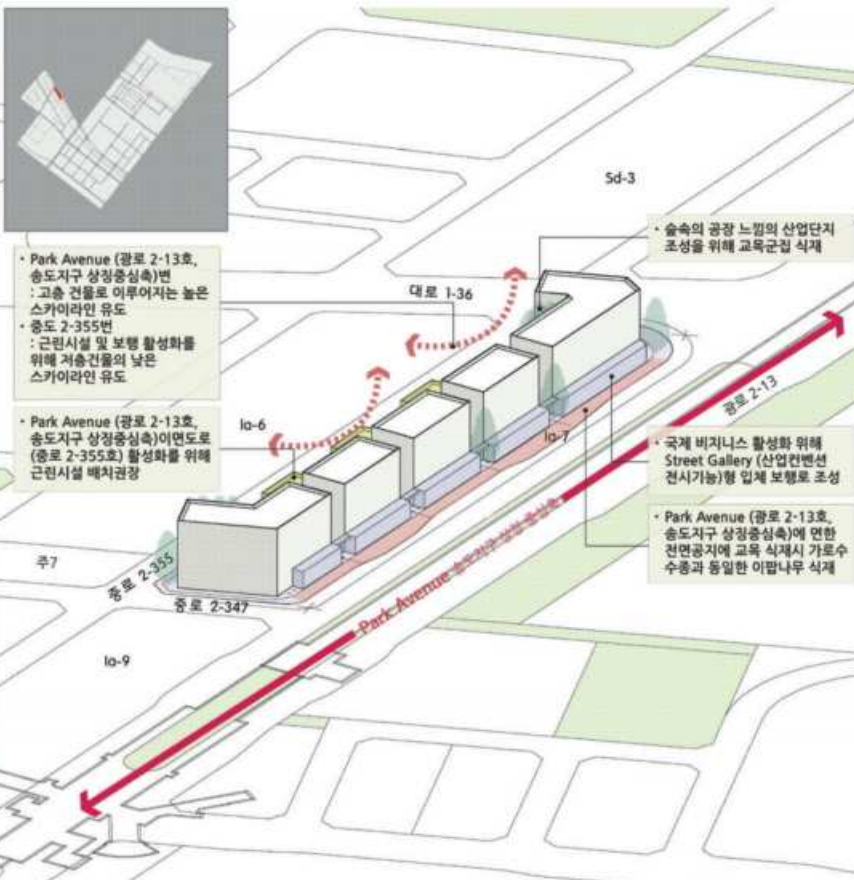 Sd-3
• 숲속의 공장 느낌의 산업단지
조성을 위해 교목군집 식재
• Park Avenue (광로 2-13호,
송도지구 상징중심축)변
: 고층 건물로 이루어지는 높은
스카이라인 유도
• 중도 2-355번
: 근린시설 및 보행 활성화를
위해 저층건물의 낮은
스카이라인 유도
대로 1-36
• Park Avenue (광로 2-13호,
송도지구 상징중심축)이면도로
(중로 2-355호) 활성화를 위해
근린시설 배치권장
Ia-6
Ia-7
광로 2-13
• 국제 비지니스 활성화 위해
Street Gallery (산업컨벤션
전시기능)형 입체 보행로 조성
• Park Avenue (광로 2-13호,
송도지구 상징중심축)에 면한
전면공지에 교목 식재시 가로수
수종과 동일한 이팝나무 식재
주7
중로 2-355
중로 2-347
Park Avenue 송도지구 상징 중심축
Ia-9